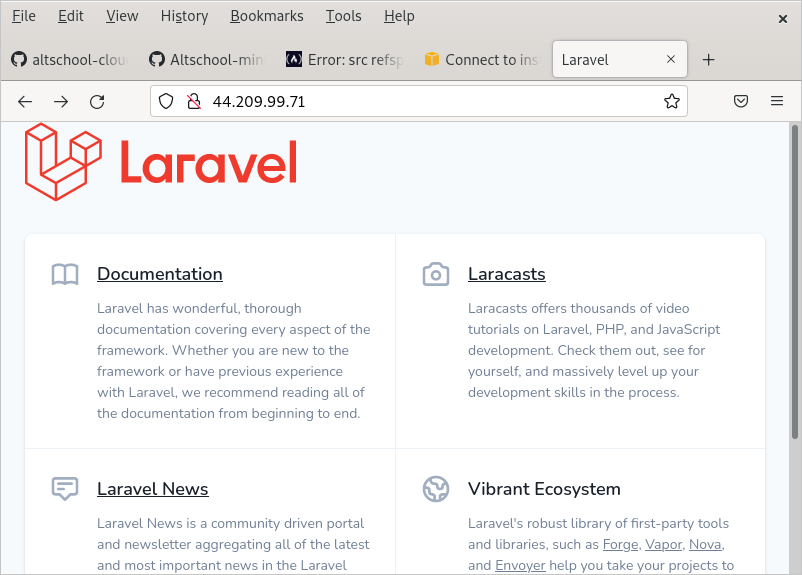 File Edit View History Bookmarks Tools Help
altschool-clou Altschool-min Error: src refsp Connect to ins Laravel
44.209.99.71
Laravel
Documentation
Laravel has wonderful, thorough
documentation covering every aspect of the
framework. Whether you are new to the
framework or have previous experience
with Laravel, we recommend reading all of
the documentation from beginning to end.
Laracasts
Laracasts offers thousands of video
tutorials on Laravel, PHP, and JavaScript
development. Check them out, see for
yourself, and massively level up your
development skills in the process.
Laravel News
Laravel News is a community driven portal
and newsletter aggregating all of the latest
and most important news in the Laravel
Vibrant Ecosystem
Laravel's robust library of first-party tools
and libraries, such as Forge, Vapor, Nova,
and Envoyer help you take your projects to